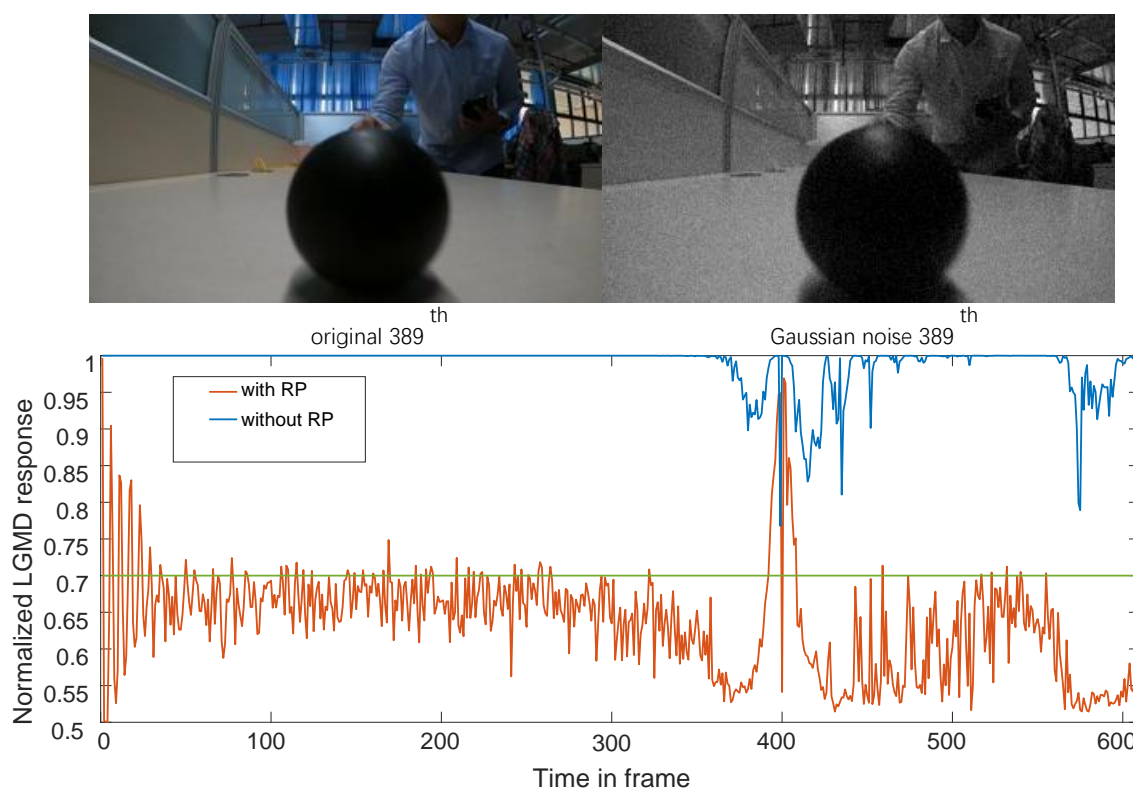 th th
original 389 Gaussian noise 389
1
with RP
0.95
without RP
0.9
0.85
0.8
0.75
0.7
0.65
0.6
0.55
0.5
Normalized LGMD response
0 100 200 300 400 500 600
Time in frame